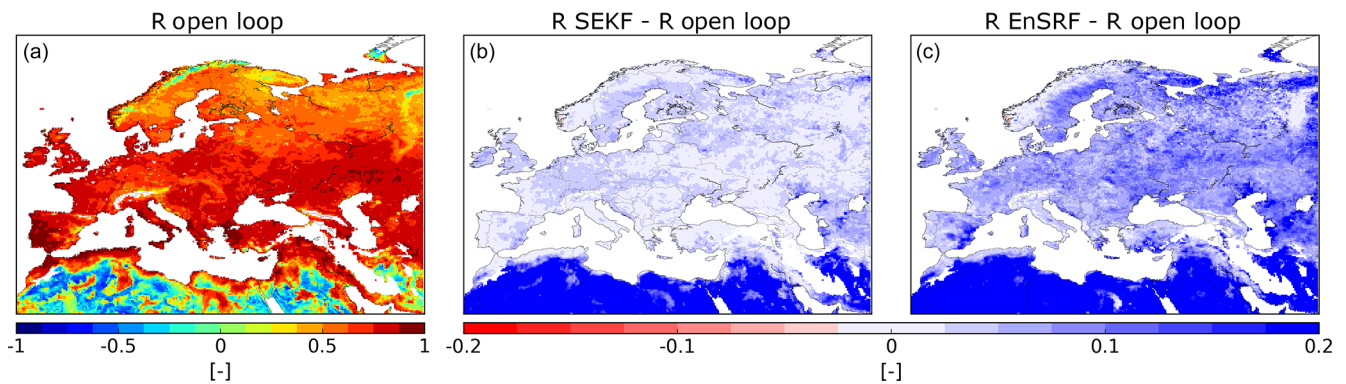 R open loop
R SEKF - R open loop
R EnSRF - R open loop
(a)
(b)
(c)
-1 -0.5 0 0.5 1
-0.2 -0.1 0 0.1 0.2
[-]
[-]